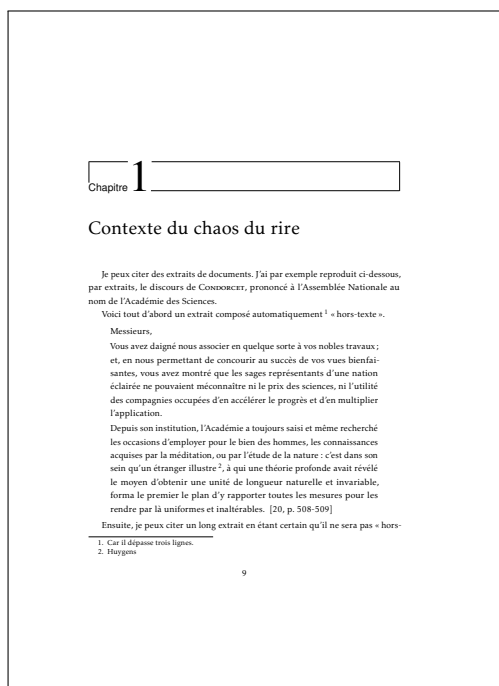 Chapitre 1
Contexte du chaos du rire
Je peux citer des extraits de documents. J'ai par exemple reproduit ci-dessous,
par extraits, le discours de Condorcet, prononcé à l'Assemblée Nationale au
nom de l'Académie des Sciences.
Voici tout d'abord un extrait composé automatiquement 1 « hors-texte ».
Messieurs,
Vous avez daigné nous associer en quelque sorte à vos nobles travaux ;
et, en nous permettant de concourir au succès de vos vues bienfai-
santes, vous avez montré que les sages représentants d'une nation
éclairée ne pouvaient méconnaître ni le prix des sciences, ni l'utilité
des compagnies occupées d'en accélérer le progrès et d'en multiplier
l'application.
Depuis son institution, l'Académie a toujours saisi et même recherché
les occasions d'employer pour le bien des hommes, les connaissances
acquises par la méditation, ou par l'étude de la nature : c'est dans son
sein qu'un étranger illustre 2, à qui une théorie profonde avait révélé
le moyen d'obtenir une unité de longueur naturelle et invariable,
forma le premier le plan d'y rapporter toutes les mesures pour les
rendre par là uniformes et inaltérables. [20, p. 508-509]
Ensuite, je peux citer un long extrait en étant certain qu'il ne sera pas « hors-
1. Car il dépasse trois lignes.
2. Huygens
9